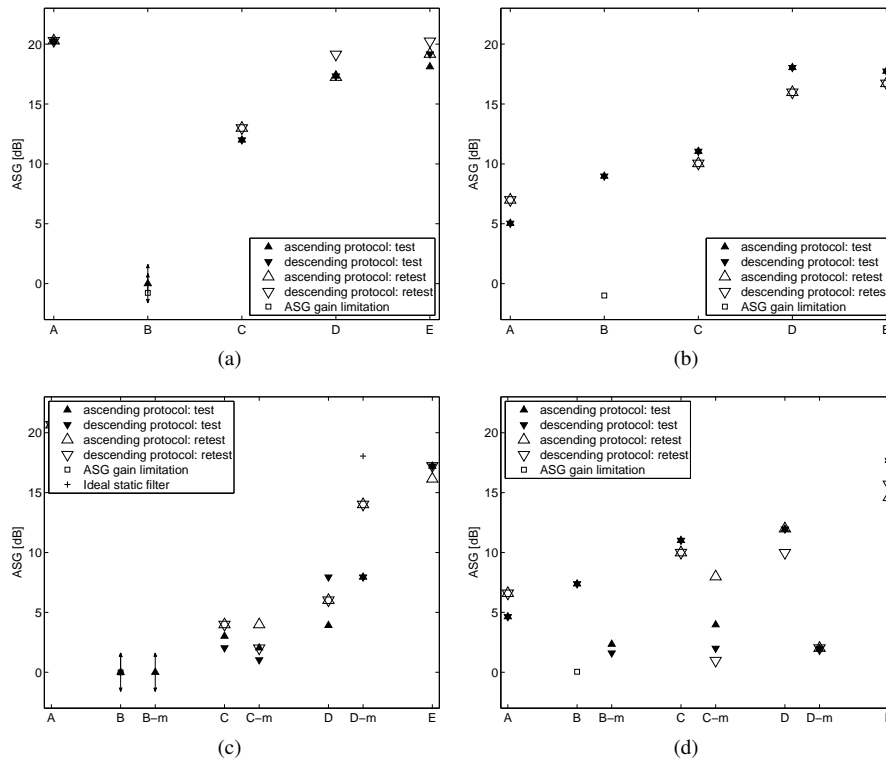 20
15
10
5
0
ASG [dB]
ascending protocol: test
descending protocol: test
ascending protocol: retest
descending protocol: retest
ASG gain limitation
A B C D E
(a)
20
15
10
5
0
ASG [dB]
ascending protocol: test
descending protocol: test
ascending protocol: retest
descending protocol: retest
ASG gain limitation
A B C D
(b)
20
15
10
5
0
ASG [dB]
ascending protocol: test
descending protocol: test
ascending protocol: retest
descending protocol: retest
ASG gain limitation
Ideal static filter
A B B−m C C−m D D−m E
(c)
20
15
10
5
0
ASG [dB]
ascending protocol: test
descending protocol: test
ascending protocol: retest
descending protocol: retest
ASG gain limitation
A B B−m C C−m D D−m
(d)